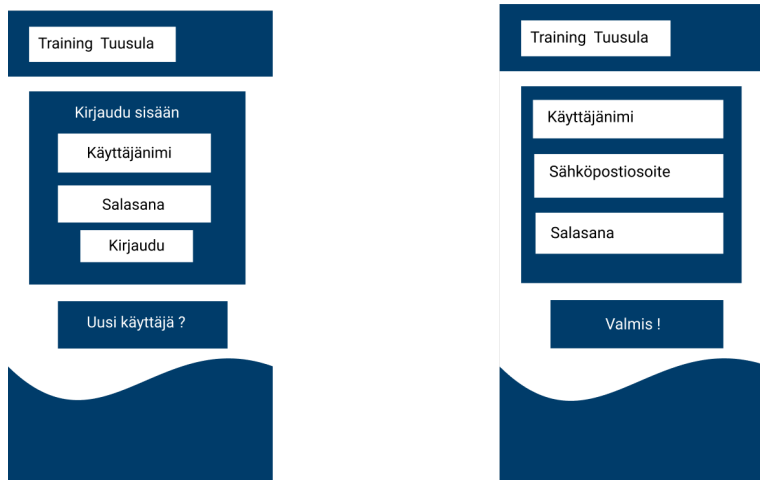 Training Tuusula
Kirjaudu sisään
Käyttäjänimi
Salasana
Kirjaudu
Uusi käyttäjä ?
Training Tuusula
Käyttäjänimi
Sähköpostiosoite
Salasana
Valmis !